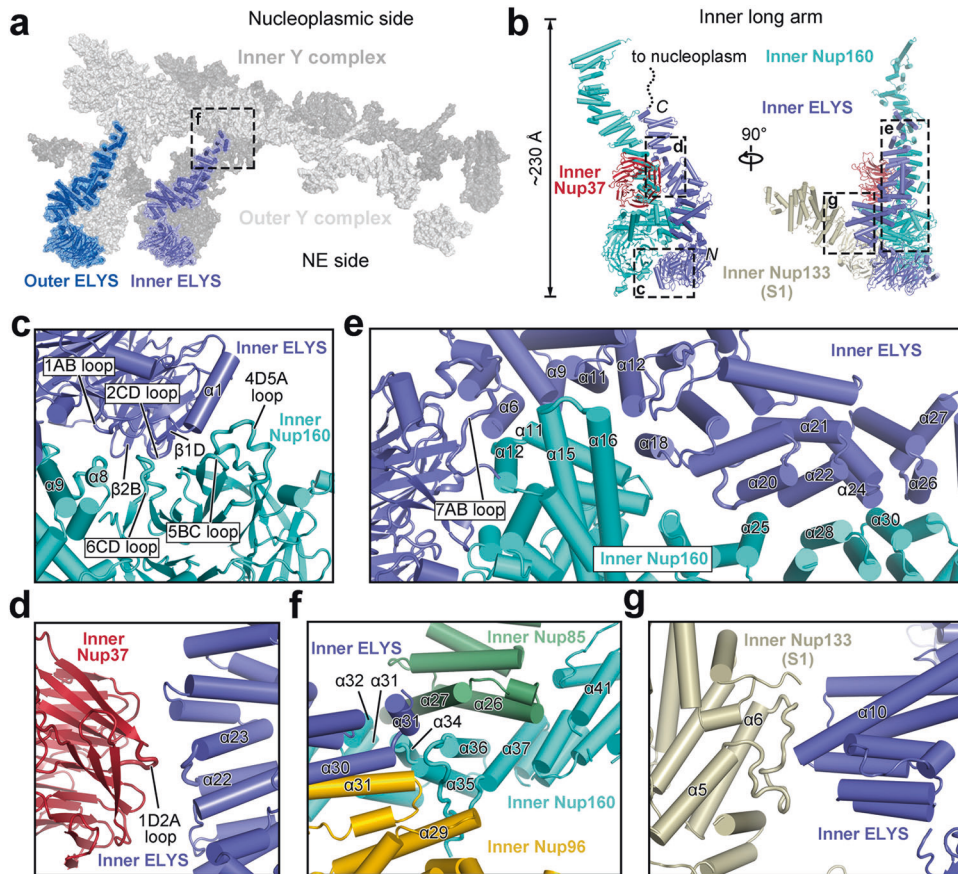 a
Nucleoplasmic side
Inner Y complex
f
Outer Y complex
NE side
Outer ELYS
Inner ELYS
b
Inner long arm
to nucleoplasm
Inner Nup160
C
Inner ELYS
~230 Å
90°
d
e
Inner
Nup37
g
N
c
Inner Nup133
(S1)
c
Inner ELYS
1AB loop
2CD loop
α1
4D5A
loop
Inner
Nup160
β1D
α8
α9
β2B
5BC loop
6CD loop
e
Inner ELYS
α9
α11
α12
α6
α11
α12
α15
α16
α18
α21
α27
α20
α22
α24
α26
7AB loop
α25
α28
α30
Inner Nup160
d
Inner
Nup37
α23
α22
1D2A
loop
Inner ELYS
f
Inner Nup85
Inner ELYS
α32
α31
α27
α26
α41
α31
α34
α36
α37
α30
α35
α31
Inner Nup160
α29
Inner Nup96
g
Inner Nup133
(S1)
α6
α10
α5
Inner ELYS